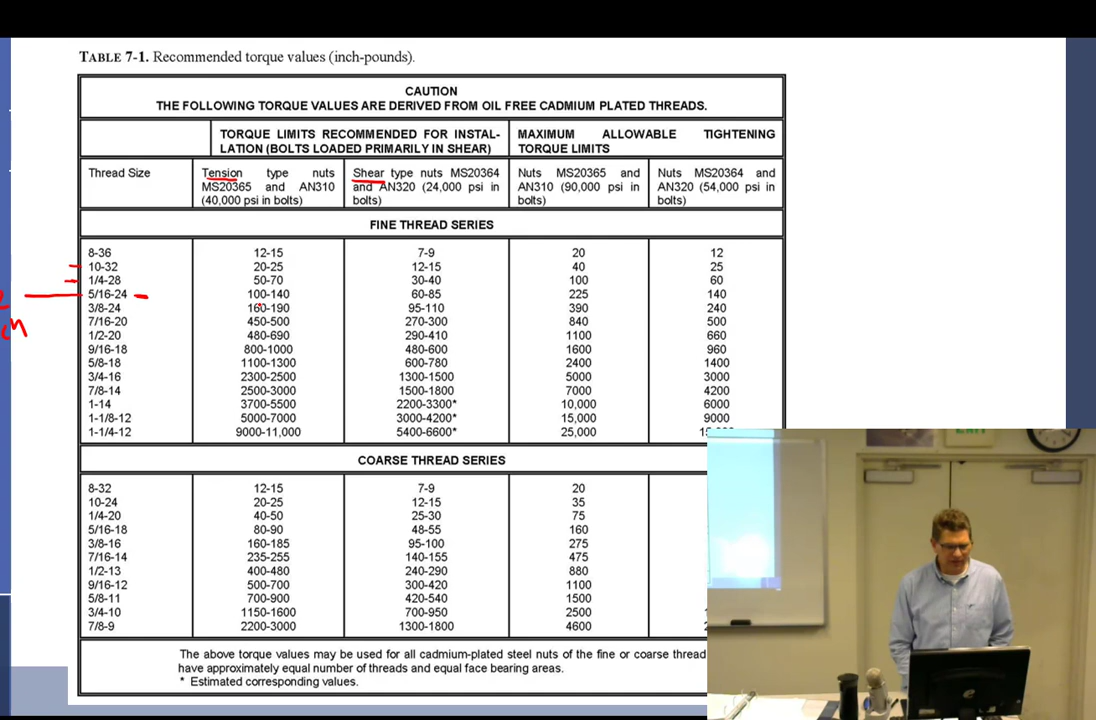 TABLE 7-1. Recommended torque values (inch-pounds).
CAUTION
THE FOLLOWING TORQUE VALUES ARE DERIVED FROM OIL FREE CADMIUM PLATED THREADS.
TORQUE LIMITS RECOMMENDED FOR INSTAL-
LATION (BOLTS LOADED PRIMARILY IN SHEAR)
MAXIMUM ALLOWABLE TIGHTENING
TORQUE LIMITS
Thread Size
Tension type nuts
MS20365 and AN310
(40,000 psi in bolts)
Shear type nuts MS20364
and AN320 (24,000 psi in
bolts)
Nuts MS20365 and
AN310 (90,000 psi in
bolts)
Nuts MS20364 and
AN320 (54,000 psi in
bolts)
FINE THREAD SERIES
8-36 12-15 7-9 20 12
10-32 20-25 12-15 40 25
1/4-28 50-70 30-40 100 60
5/16-24 100-140 60-85 225 140
3/8-24 160-190 95-110 390 240
7/16-20 450-500 270-300 840 500
1/2-20 480-690 290-410 1100 660
9/16-18 800-1000 480-600 1600 960
5/8-18 1100-1300 600-780 2400 1400
3/4-16 2300-2500 1300-1500 5000 3000
7/8-14 2500-3000 1500-1800 7000 4200
1-14 3700-5500 2200-3300* 10,000 6000
1-1/8-12 5000-7000 3000-4200* 15,000 9000
1-1/4-12 9000-11,000 5400-6600* 25,000
COARSE THREAD SERIES
8-32 12-15 7-9 20
10-24 20-25 12-15 35
1/4-20 40-50 25-30 75
5/16-18 80-90 48-55 160
3/8-16 160-185 95-100 275
7/16-14 235-255 140-155 475
1/2-13 400-480 240-290 880
9/16-12 500-700 300-420 1100
5/8-11 700-900 420-540 1500
3/4-10 1150-1600 700-950 2500
7/8-9 2200-3000 1300-1800 4600
The above torque values may be used for all cadmium-plated steel nuts of the fine or coarse thread
have approximately equal number of threads and equal face bearing areas.
* Estimated corresponding values.